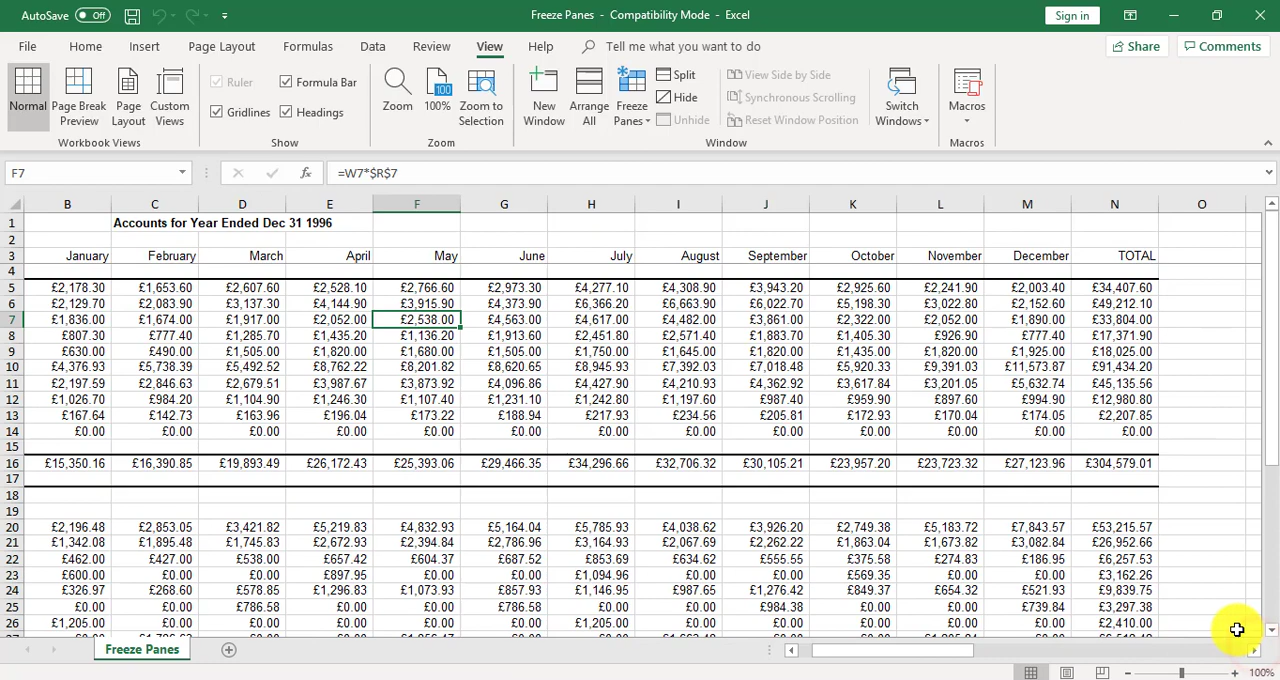 AutoSave Off Freeze Panes - Compatibility Mode - Excel Sign in
File Home Insert Page Layout Formulas Data Review View Help Tell me what you want to do Share Comments
Normal Page Break Preview Page Layout Custom Views
Workbook Views
Ruler Formula Bar
Gridlines Headings
Show
Zoom 100% Zoom to Selection
Zoom
New Window Arrange All Freeze Panes
Split
Hide
Unhide
View Side by Side
Synchronous Scrolling
Reset Window Position
Switch Windows
Window
Macros
Macros
F7 fx =W7*$R$7
B C D E F G H I J K L M N O
1 Accounts for Year Ended Dec 31 1996
2
3 January February March April May June July August September October November December TOTAL
4
5 £2,178.30 £1,653.60 £2,607.60 £2,528.10 £2,766.60 £2,973.30 £4,277.10 £4,308.90 £3,943.20 £2,925.60 £2,241.90 £2,003.40 £34,407.60
6 £2,129.70 £2,083.90 £3,137.30 £4,144.90 £3,915.90 £4,373.90 £6,366.20 £6,663.90 £6,022.70 £5,198.30 £3,022.80 £2,152.60 £49,212.10
7 £1,836.00 £1,674.00 £1,917.00 £2,052.00 £2,538.00 £4,563.00 £4,617.00 £4,482.00 £3,861.00 £2,322.00 £2,052.00 £1,890.00 £33,804.00
8 £807.30 £777.40 £1,285.70 £1,435.20 £1,136.20 £1,913.60 £2,451.80 £2,571.40 £1,883.70 £1,405.30 £926.90 £777.40 £17,371.90
9 £630.00 £490.00 £1,505.00 £1,820.00 £1,680.00 £1,505.00 £1,750.00 £1,645.00 £1,820.00 £1,435.00 £1,820.00 £1,925.00 £18,025.00
10 £4,376.93 £5,738.39 £5,492.52 £8,762.22 £8,201.82 £8,620.65 £8,945.93 £7,392.03 £7,018.48 £5,920.33 £9,391.03 £11,573.87 £91,434.20
11 £2,197.59 £2,846.63 £2,679.51 £3,987.67 £3,873.92 £4,096.86 £4,427.90 £4,210.93 £4,362.92 £3,617.84 £3,201.05 £5,632.74 £45,135.56
12 £1,026.70 £984.20 £1,104.90 £1,246.30 £1,107.40 £1,231.10 £1,242.80 £1,197.60 £987.40 £959.90 £897.60 £994.90 £12,980.80
13 £167.64 £142.73 £163.96 £196.04 £173.22 £188.94 £217.93 £234.56 £205.81 £172.93 £170.04 £174.05 £2,207.85
14 £0.00 £0.00 £0.00 £0.00 £0.00 £0.00 £0.00 £0.00 £0.00 £0.00 £0.00 £0.00 £0.00
15
16 £15,350.16 £16,390.85 £19,893.49 £26,172.43 £25,393.06 £29,466.35 £34,296.66 £32,706.32 £30,105.21 £23,957.20 £23,723.32 £27,123.96 £304,579.01
17
18
19
20 £2,196.48 £2,853.05 £3,421.82 £5,219.83 £4,832.93 £5,164.04 £5,785.93 £4,038.62 £3,926.20 £2,749.38 £5,183.72 £7,843.57 £53,215.57
21 £1,342.08 £1,895.48 £1,745.83 £2,672.93 £2,394.84 £2,786.96 £3,164.93 £2,067.69 £2,262.22 £1,863.04 £1,673.82 £3,082.84 £26,952.66
22 £462.00 £427.00 £538.00 £657.42 £604.37 £687.52 £853.69 £634.62 £555.55 £375.58 £274.83 £186.95 £6,257.53
23 £600.00 £0.00 £0.00 £897.95 £0.00 £0.00 £1,094.96 £0.00 £0.00 £569.35 £0.00 £0.00 £3,162.26
24 £326.97 £268.60 £578.85 £1,296.83 £1,073.93 £857.93 £1,146.95 £987.65 £1,276.42 £849.37 £654.32 £521.93 £9,839.75
25 £0.00 £0.00 £786.58 £0.00 £0.00 £786.58 £0.00 £0.00 £984.38 £0.00 £0.00 £739.84 £3,297.38
26 £1,205.00 £0.00 £0.00 £0.00 £0.00 £0.00 £1,205.00 £0.00 £0.00 £0.00 £0.00 £0.00 £2,410.00
Freeze Panes
100%